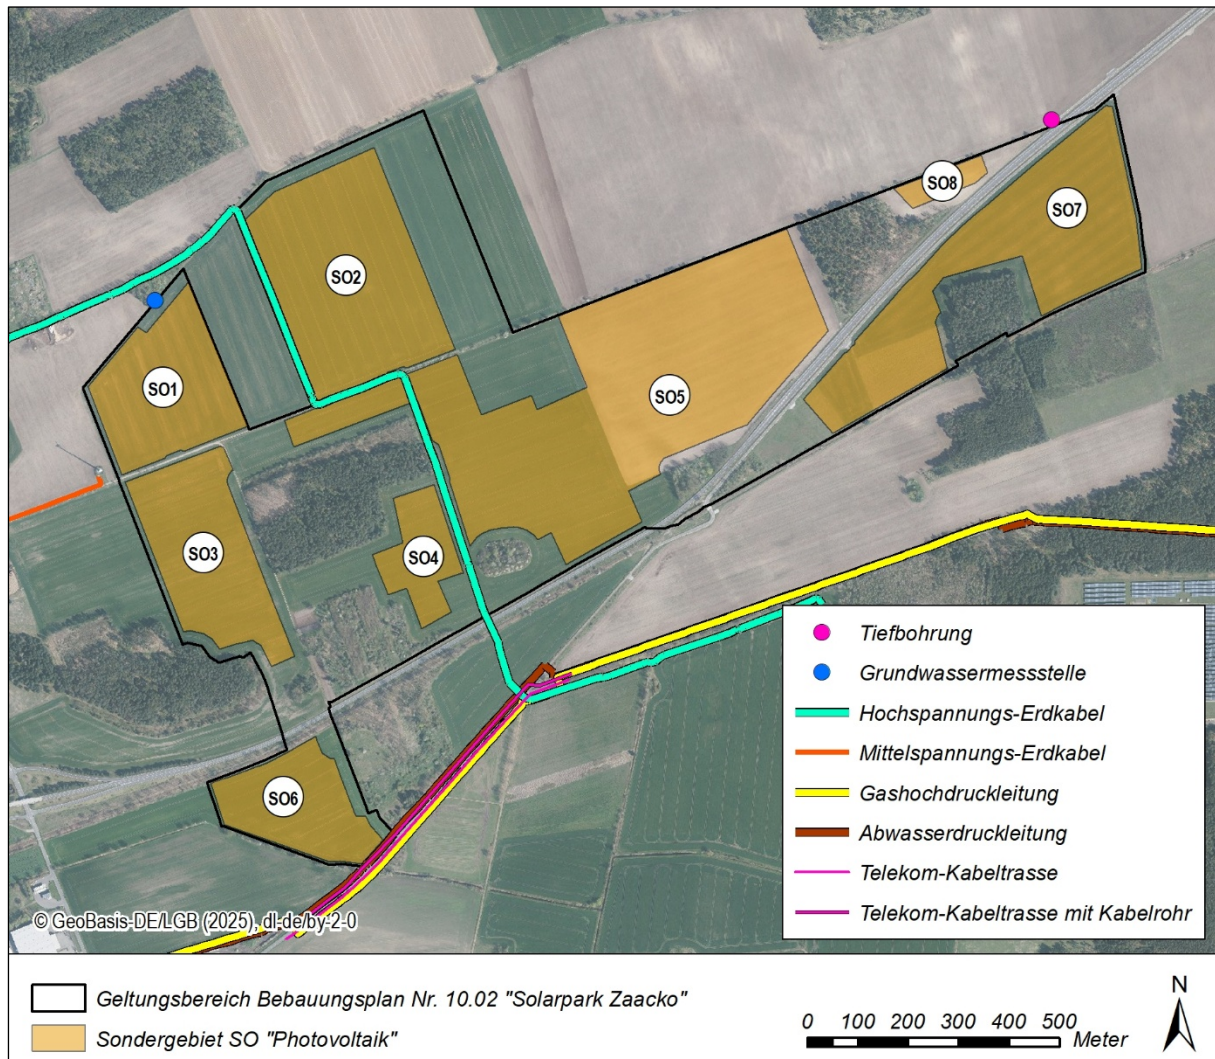 SO8
SO7
SO2
SO1
SO5
SO3
SO4
SO6
Tiefbohrung
Grundwassermessstelle
Hochspannungs-Erdkabel
Mittelspannungs-Erdkabel
Gashochdruckleitung
Abwasserdruckleitung
Telekom-Kabeltrasse
Telekom-Kabeltrasse mit Kabelrohr
© GeoBasis-DE/LGB (2025), dl-de/by-2-0
Geltungsbereich Bebauungsplan Nr. 10.02 "Solarpark Zaacko"
Sondergebiet SO "Photovoltaik"
N
0 100 200 300 400 500 Meter